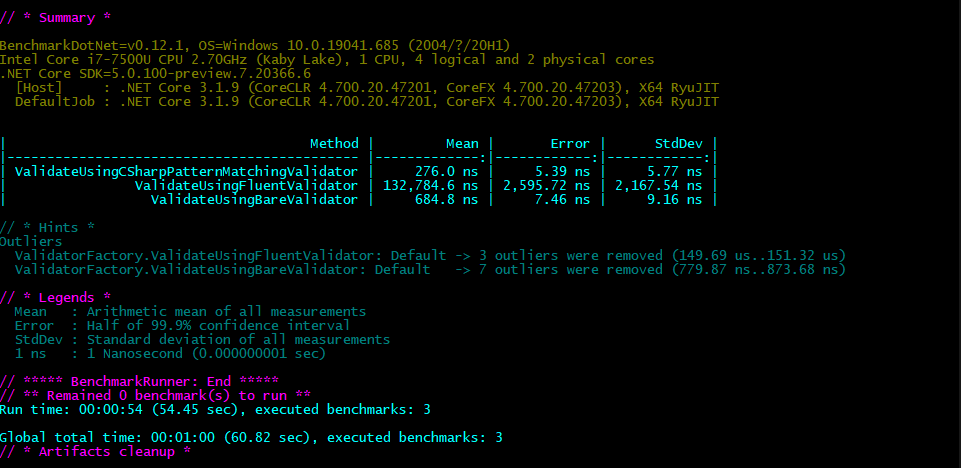 // * Summary *
BenchmarkDotNet=v0.12.1, OS=Windows 10.0.19041.685 (2004/?/20H1)
Intel Core i7-7500U CPU 2.70GHz (Kaby Lake), 1 CPU, 4 logical and 2 physical cores
.NET Core SDK=5.0.100-preview.7.20366.6
  [Host]     : .NET Core 3.1.9 (CoreCLR 4.700.20.47201, CoreFX 4.700.20.47203), X64 RyuJIT
  DefaultJob : .NET Core 3.1.9 (CoreCLR 4.700.20.47201, CoreFX 4.700.20.47203), X64 RyuJIT
|                                       Method |         Mean |       Error |      StdDev |
|--------------------------------------------- |-------------:|------------:|------------:|
| ValidateUsingCSharpPatternMatchingValidator |     276.0 ns |     5.39 ns |     5.77 ns |
|                ValidateUsingFluentValidator | 132,784.6 ns | 2,595.72 ns | 2,167.54 ns |
|                  ValidateUsingBareValidator |     684.8 ns |     7.46 ns |     9.16 ns |
// * Hints *
Outliers
  ValidatorFactory.ValidateUsingFluentValidator: Default -> 3 outliers were removed (149.69 us..151.32 us)
  ValidatorFactory.ValidateUsingBareValidator: Default   -> 7 outliers were removed (779.87 ns..873.68 ns)
// * Legends *
  Mean   : Arithmetic mean of all measurements
  Error  : Half of 99.9% confidence interval
  StdDev : Standard deviation of all measurements
  1 ns   : 1 Nanosecond (0.000000001 sec)
// ***** BenchmarkRunner: End *****
// ** Remained 0 benchmark(s) to run **
Run time: 00:00:54 (54.45 sec), executed benchmarks: 3
Global total time: 00:01:00 (60.82 sec), executed benchmarks: 3
// * Artifacts cleanup *